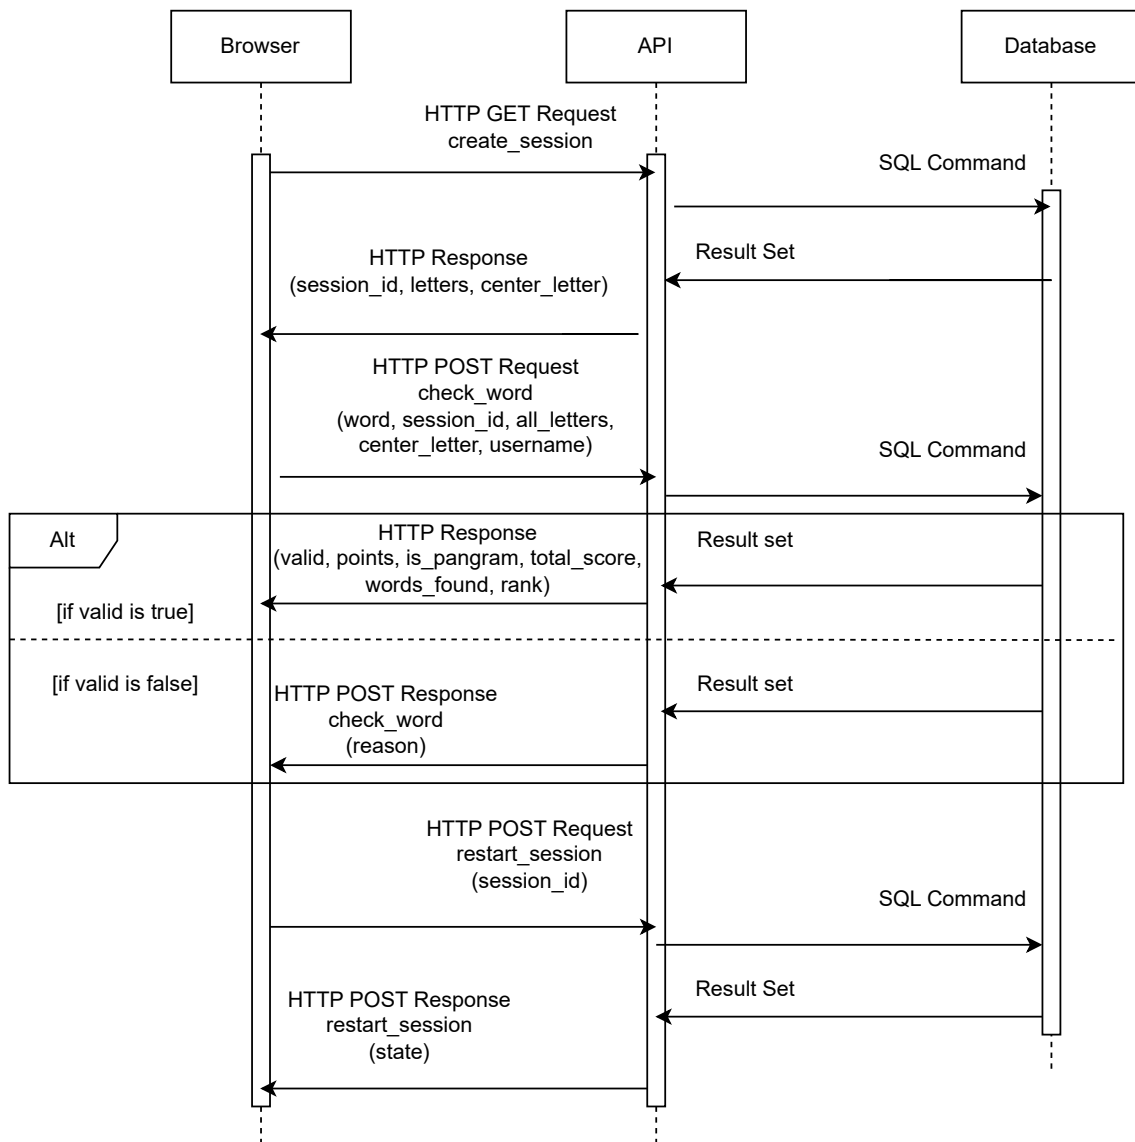 Browser
API
Database
HTTP GET Request
create_session
SQL Command
Result Set
HTTP Response
(session_id, letters, center_letter)
HTTP POST Request
check_word
(word, session_id, all_letters,
center_letter, username)
SQL Command
Alt
HTTP Response
(valid, points, is_pangram, total_score,
words_found, rank)
Result set
[if valid is true]
[if valid is false]
Result set
HTTP POST Response
check_word
(reason)
HTTP POST Request
restart_session
(session_id)
SQL Command
Result Set
HTTP POST Response
restart_session
(state)